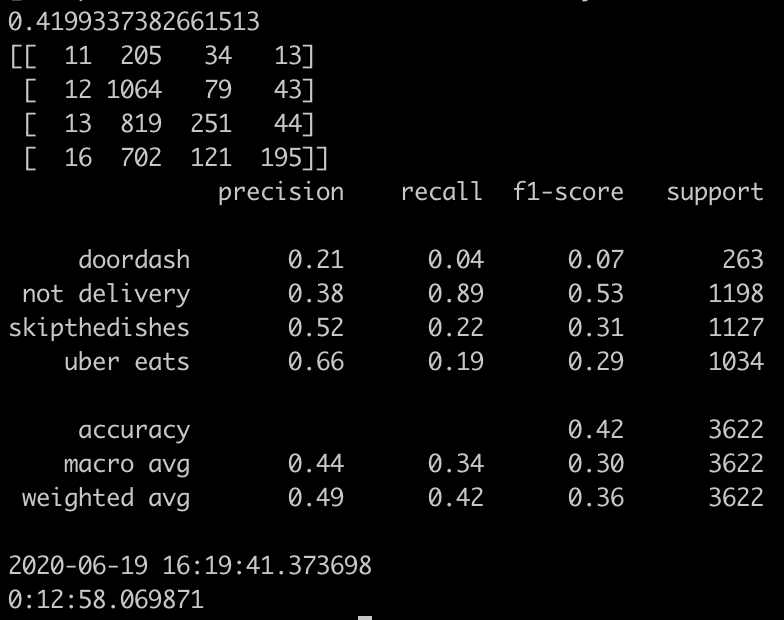 0.4199337382661513
[[  11  205   34   13]
 [  12 1064   79   43]
 [  13  819  251   44]
 [  16  702  121  195]]
               precision    recall  f1-score   support

     doordash       0.21      0.04      0.07       263
 not delivery       0.38      0.89      0.53      1198
skipthedishes       0.52      0.22      0.31      1127
    uber eats       0.66      0.19      0.29      1034

     accuracy                           0.42      3622
    macro avg       0.44      0.34      0.30      3622
 weighted avg       0.49      0.42      0.36      3622

2020-06-19 16:19:41.373698
0:12:58.069871